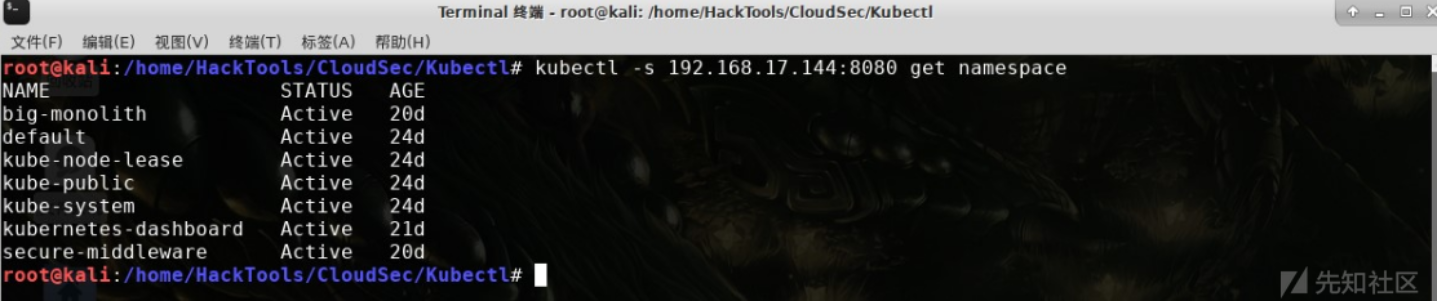 Terminal 终端 - root@kali: /home/HackTools/CloudSec/Kubectl
文件(F) 编辑(E) 视图(V) 终端(T) 标签(A) 帮助(H)
root@kali:/home/HackTools/CloudSec/Kubectl# kubectl -s 192.168.17.144:8080 get namespace
NAME STATUS AGE
big-monolith Active 20d
default Active 24d
kube-node-lease Active 24d
kube-public Active 24d
kube-system Active 24d
kubernetes-dashboard Active 21d
secure-middleware Active 20d
root@kali:/home/HackTools/CloudSec/Kubectl#
先知社区